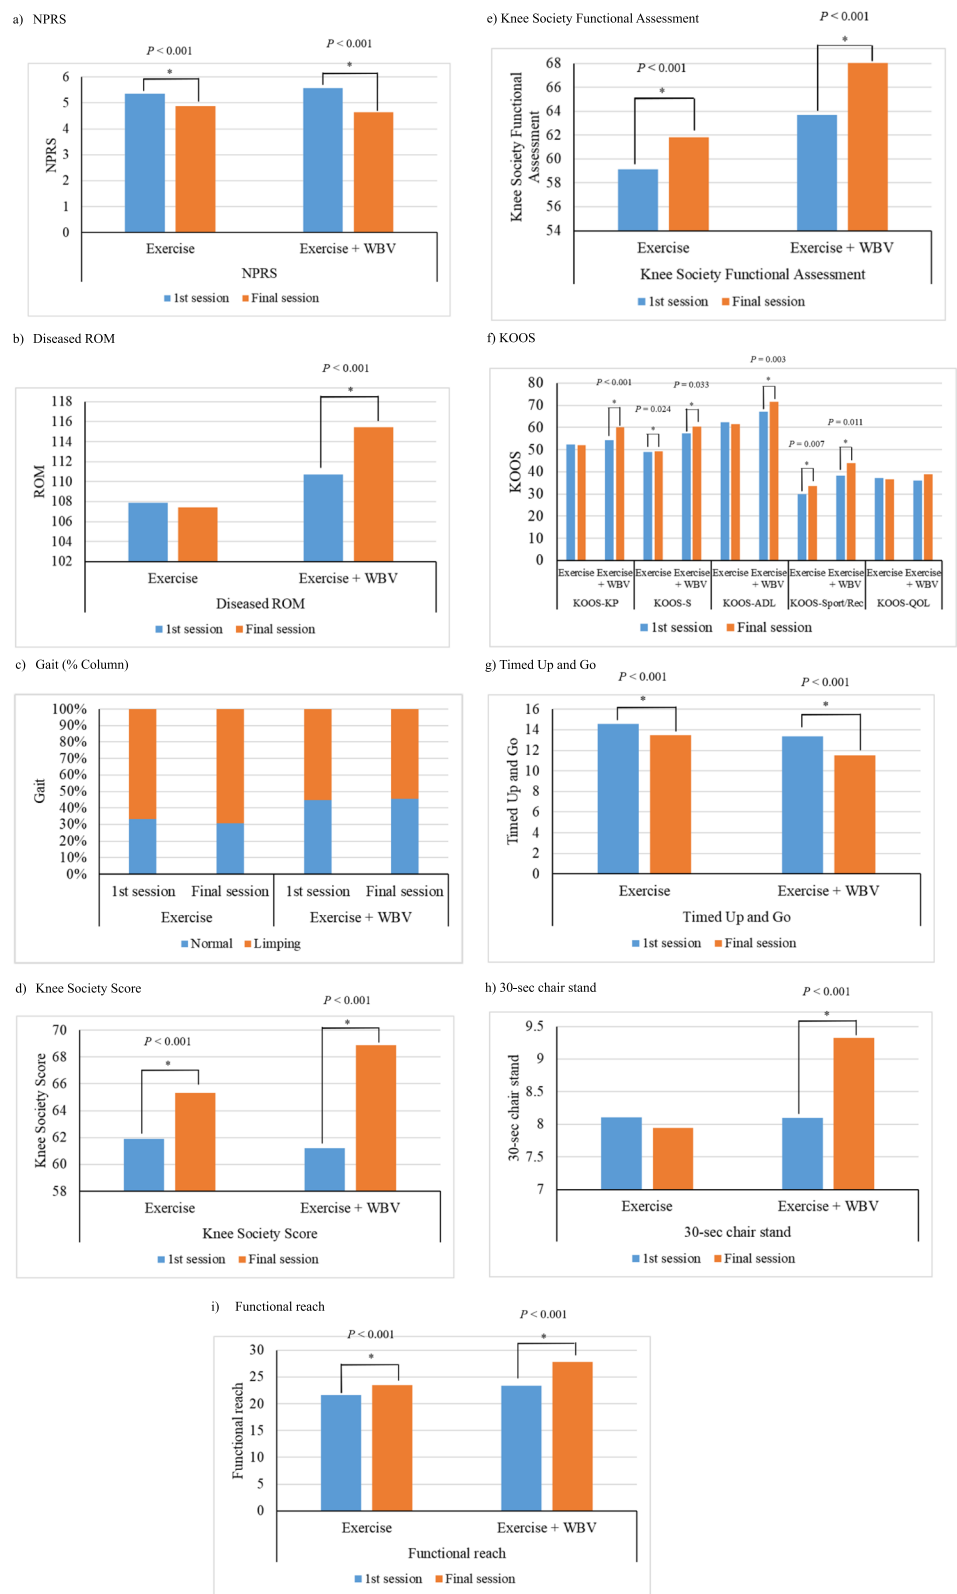 a) NPRS
P < 0.001
P < 0.001
*
*
6
5
4
3
2
1
0
NPRS
Exercise
Exercise + WBV
NPRS
1st session
Final session
b) Diseased ROM
P < 0.001
*
118
116
114
112
110
108
106
104
102
ROM
Exercise
Exercise + WBV
Diseased ROM
1st session
Final session
c) Gait (% Column)
100%
90%
80%
70%
60%
50%
40%
30%
20%
10%
0%
Gait
1st session
Final session
1st session
Final session
Exercise
Exercise + WBV
Normal
Limping
d) Knee Society Score
P < 0.001
*
P < 0.001
*
70
68
66
64
62
60
58
Knee Society Score
Exercise
Exercise + WBV
Knee Society Score
1st session
Final session
e) Knee Society Functional Assessment
P < 0.001
*
P < 0.001
*
68
66
64
62
60
58
56
54
Knee Society Functional
Assessment
Exercise
Exercise + WBV
Knee Society Functional Assessment
1st session
Final session
f) KOOS
P = 0.003
P < 0.001
P = 0.033
P = 0.024
P = 0.011
P = 0.007
*
*
*
*
*
*
80
70
60
50
40
30
20
10
0
KOOS
Exercise
Exercise
+ WBV
Exercise
Exercise
+ WBV
Exercise
Exercise
+ WBV
Exercise
Exercise
+ WBV
Exercise
Exercise
+ WBV
KOOS-KP
KOOS-S
KOOS-ADL
KOOS-Sport/Rec
KOOS-QOL
1st session
Final session
g) Timed Up and Go
P < 0.001
P < 0.001
*
*
16
14
12
10
8
6
4
2
0
Timed Up and Go
Exercise
Exercise + WBV
Timed Up and Go
1st session
Final session
h) 30-sec chair stand
P < 0.001
*
9.5
9
8.5
8
7.5
7
30-sec chair stand
Exercise
Exercise + WBV
30-sec chair stand
1st session
Final session
i) Functional reach
P < 0.001
P < 0.001
*
*
30
25
20
15
10
5
0
Functional reach
Exercise
Exercise + WBV
Functional reach
1st session
Final session